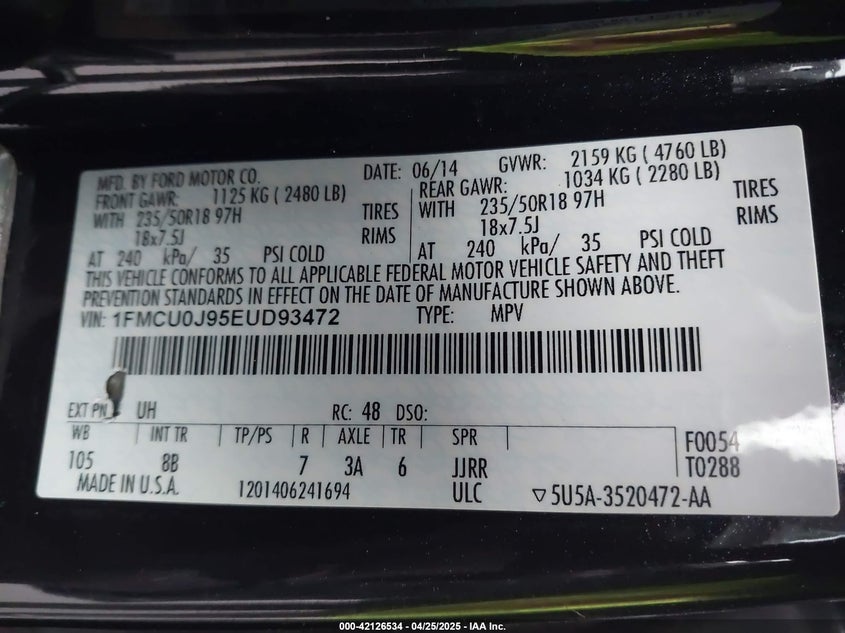 MFD. BY FORD MOTOR CO. DATE: 06/14 GVWR: 2159 KG ( 4760 LB)
FRONT GAWR: 1125 KG ( 2480 LB) REAR GAWR: 1034 KG ( 2280 LB)
WITH 235/50R18 97H TIRES WITH 235/50R18 97H TIRES
18x7.5J RIMS 18x7.5J RIMS
AT 240 kPa/ 35 PSI COLD AT 240 kPa/ 35 PSI COLD
THIS VEHICLE CONFORMS TO ALL APPLICABLE FEDERAL MOTOR VEHICLE SAFETY AND THEFT
PREVENTION STANDARDS IN EFFECT ON THE DATE OF MANUFACTURE SHOWN ABOVE.
VIN: 1FMCU0J95EUD93472 TYPE: MPV
EXT PN UH RC: 48 DSO:
WB INT TR TP/PS R AXLE TR SPR F0054
105 8B 7 3A 6 JJRR T0288
MADE IN U.S.A. 1201406241694 ULC ▽5U5A-3520472-AA
000-42126534 - 04/25/2025 - IAA Inc.